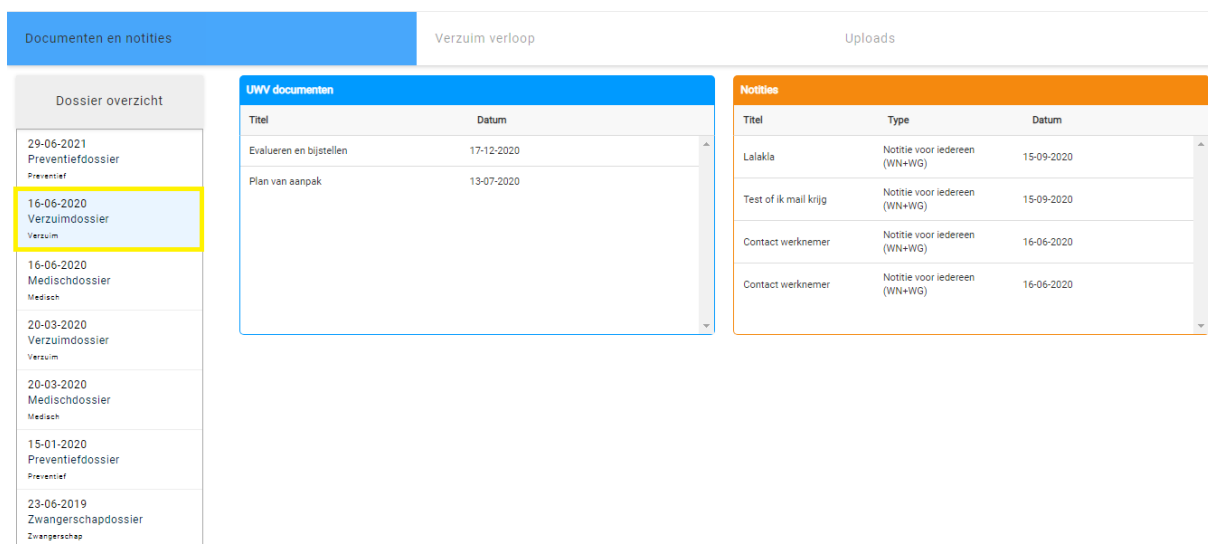 Documenten en notities
Verzuim verloop
Uploads
Dossier overzicht
29-06-2021
Preventiefdossier
Preventief
16-06-2020
Verzuimdossier
Verzuim
16-06-2020
Medischdossier
Medisch
20-03-2020
Verzuimdossier
Verzuim
20-03-2020
Medischdossier
Medisch
15-01-2020
Preventiefdossier
Preventief
23-06-2019
Zwangerschapdossier
Zwangerschap
UWV documenten
Titel Datum
Evalueren en bijstellen 17-12-2020
Plan van aanpak 13-07-2020
Notities
Titel Type Datum
Lalakla Notitie voor iedereen (WN+WG) 15-09-2020
Test of ik mail krijg Notitie voor iedereen (WN+WG) 15-09-2020
Contact werknemer Notitie voor iedereen (WN+WG) 16-06-2020
Contact werknemer Notitie voor iedereen (WN+WG) 16-06-2020